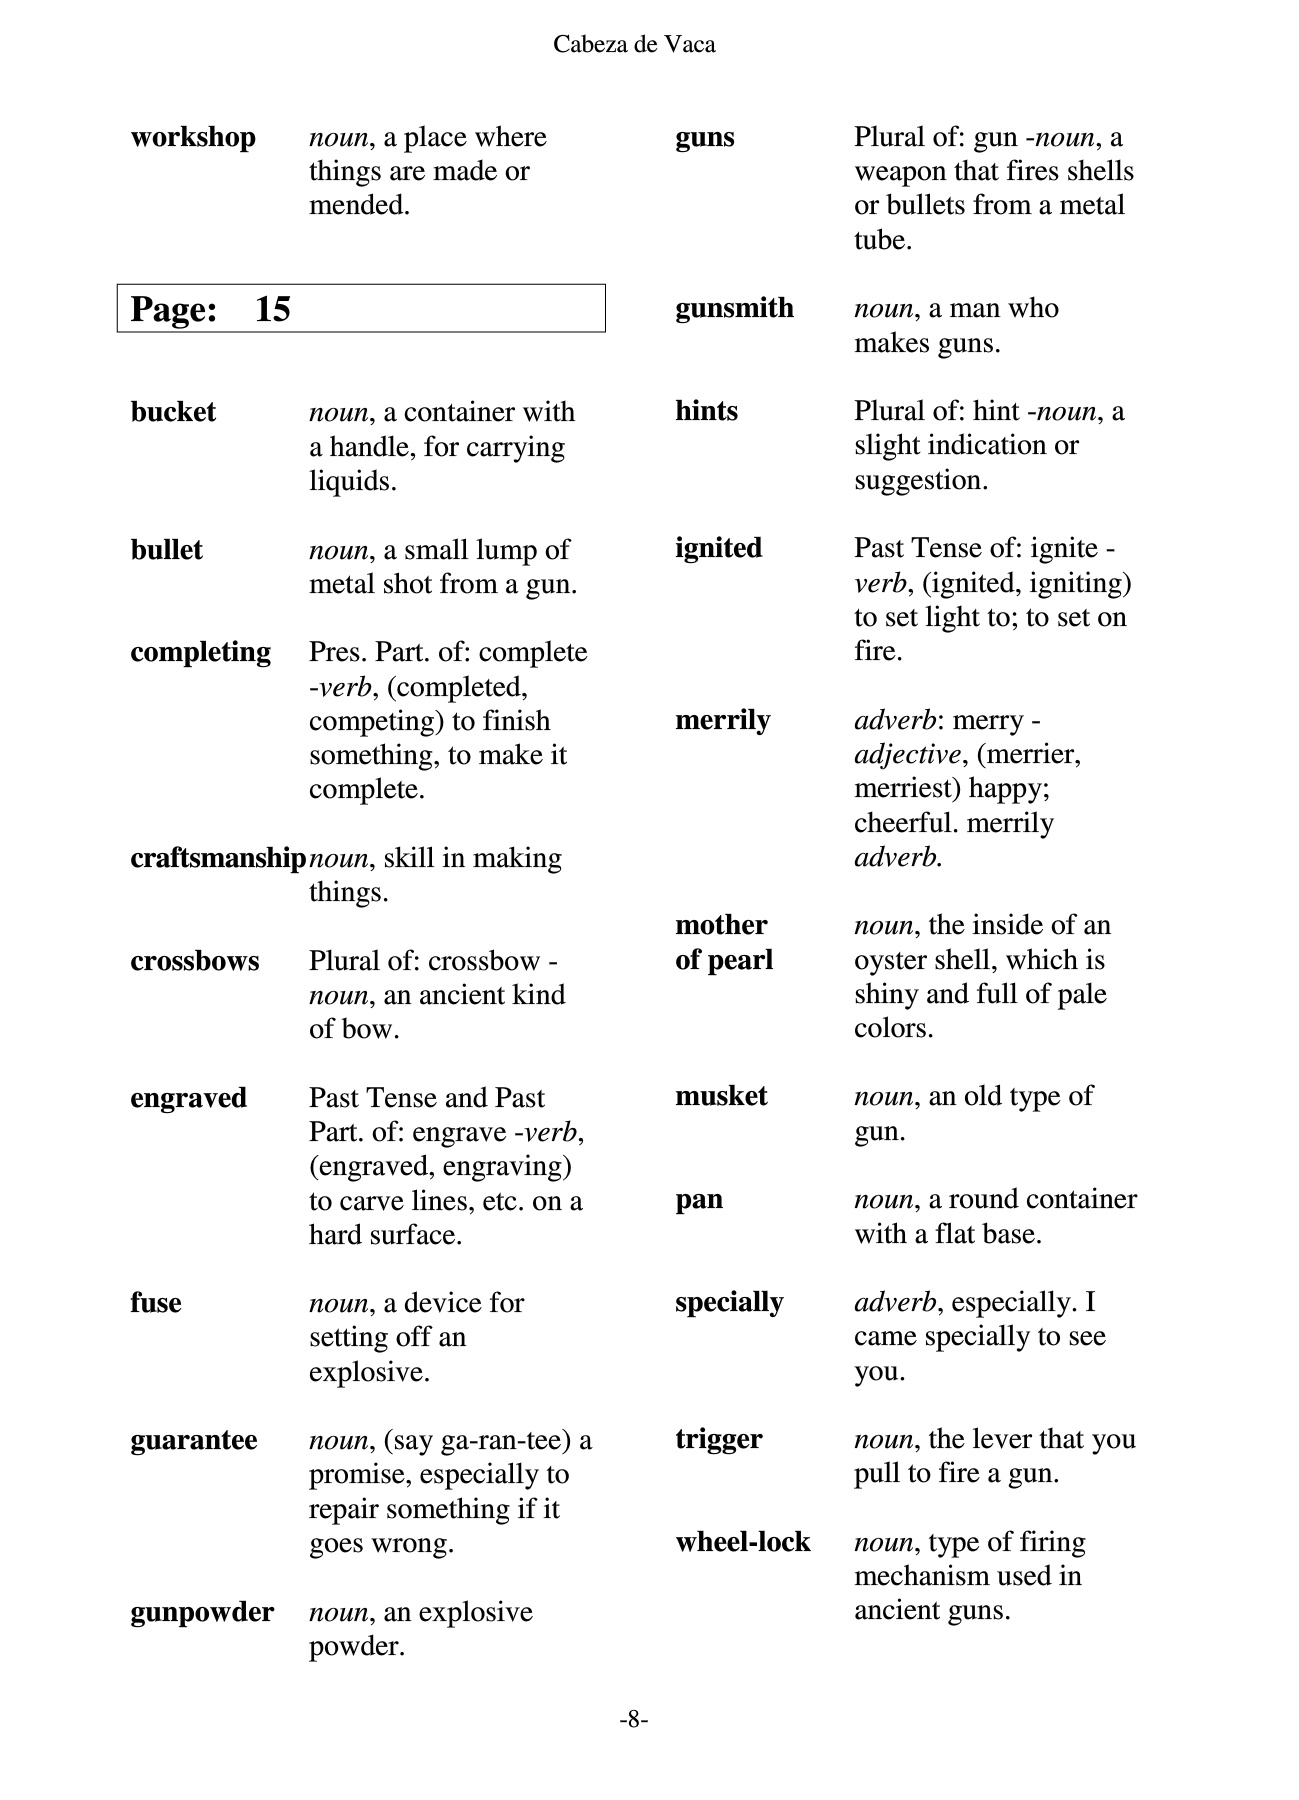 Cabeza de Vaca
workshop noun, a place where
things are made or
mended.
Page: 15
bucket noun, a container with
a handle, for carrying
liquids.
bullet noun, a small lump of
metal shot from a gun.
completing Pres. Part. of: complete
-verb, (completed,
competing) to finish
something, to make it
complete.
craftsmanship noun, skill in making
things.
crossbows Plural of: crossbow -
noun, an ancient kind
of bow.
engraved Past Tense and Past
Part. of: engrave -verb,
(engraved, engraving)
to carve lines, etc. on a
hard surface.
fuse noun, a device for
setting off an
explosive.
guarantee noun, (say ga-ran-tee) a
promise, especially to
repair something if it
goes wrong.
gunpowder noun, an explosive
powder.
guns Plural of: gun -noun, a
weapon that fires shells
or bullets from a metal
tube.
gunsmith noun, a man who
makes guns.
hints Plural of: hint -noun, a
slight indication or
suggestion.
ignited Past Tense of: ignite -
verb, (ignited, igniting)
to set light to; to set on
fire.
merrily adverb: merry -
adjective, (merrier,
merriest) happy;
cheerful. merrily
adverb.
mother noun, the inside of an
of pearl oyster shell, which is
shiny and full of pale
colors.
musket noun, an old type of
gun.
pan noun, a round container
with a flat base.
specially adverb, especially. I
came specially to see
you.
trigger noun, the lever that you
pull to fire a gun.
wheel-lock noun, type of firing
mechanism used in
ancient guns.
-8-